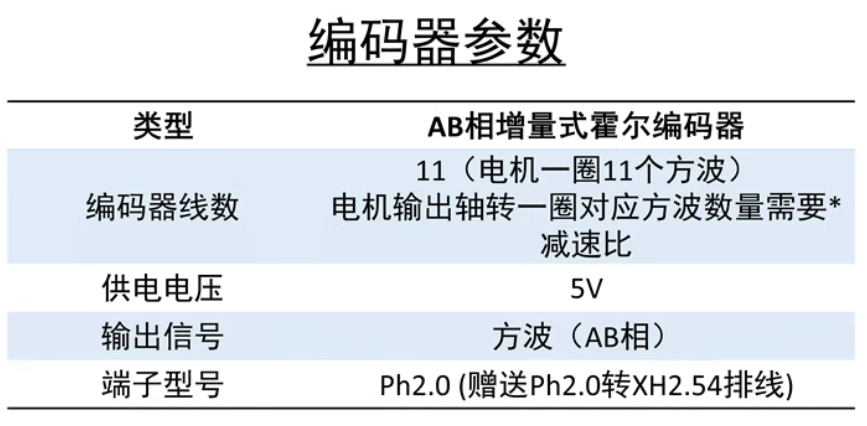 编码器参数
类型 AB相增量式霍尔编码器
编码器线数 11（电机一圈11个方波）
电机输出轴转一圈对应方波数量需要*
减速比
供电电压 5V
输出信号 方波（AB相）
端子型号 Ph2.0 (赠送Ph2.0转XH2.54排线)